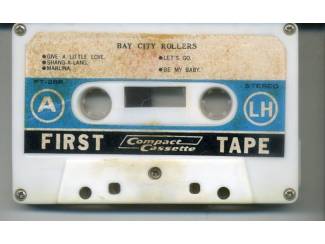 BAY CITY ROLLERS
●GIVE A LITTLE LOVE. ●LET'S GO.
●SHANG-A-LANG.
●MARLINA. ●BE MY BABY.
STEREO
A LH
FIRST Compact Cassette TAPE